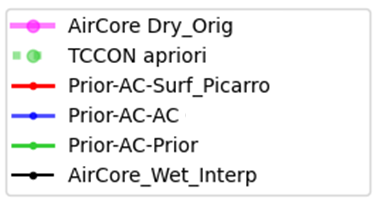 AirCore Dry_Orig
TCCON apriori
Prior-AC-Surf_Picarro
Prior-AC-AC
Prior-AC-Prior
AirCore_Wet_Interp